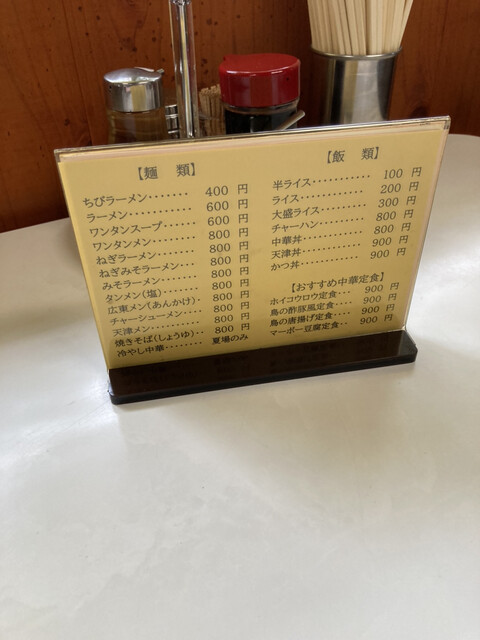 【麺 類】
ちびラーメン・・・・・・・ 400 円
ラーメン・・・・・・・・・・・ 600 円
ワンタンスープ・・・・・・ 600 円
ワンタンメン・・・・・・・・ 800 円
ねぎラーメン・・・・・・・・ 800 円
ねぎみそラーメン・・・・ 800 円
みそラーメン・・・・・・・・ 800 円
タンメン(塩)・・・・・・・・ 800 円
広東メン(あんかけ)・・ 800 円
チャーシューメン・・・・・ 800 円
天津メン・・・・・・・・・・・ 800 円
焼きそば(しょうゆ)・・ 800 円
冷やし中華・・・・・・・・ 夏場のみ
【飯 類】
半ライス・・・・・・・・・・・ 100 円
ライス・・・・・・・・・・・・・ 200 円
大盛ライス・・・・・・・・・ 300 円
チャーハン・・・・・・・・・ 800 円
中華丼・・・・・・・・・・・・ 800 円
天津丼・・・・・・・・・・・・ 900 円
かつ丼・・・・・・・・・・・・ 900 円
【おすすめ中華定食】
ホイコウロウ定食・・・・ 900 円
鳥の酢豚風定食・・・・ 900 円
鳥の唐揚げ定食・・・・ 900 円
マーボー豆腐定食・・・ 900 円